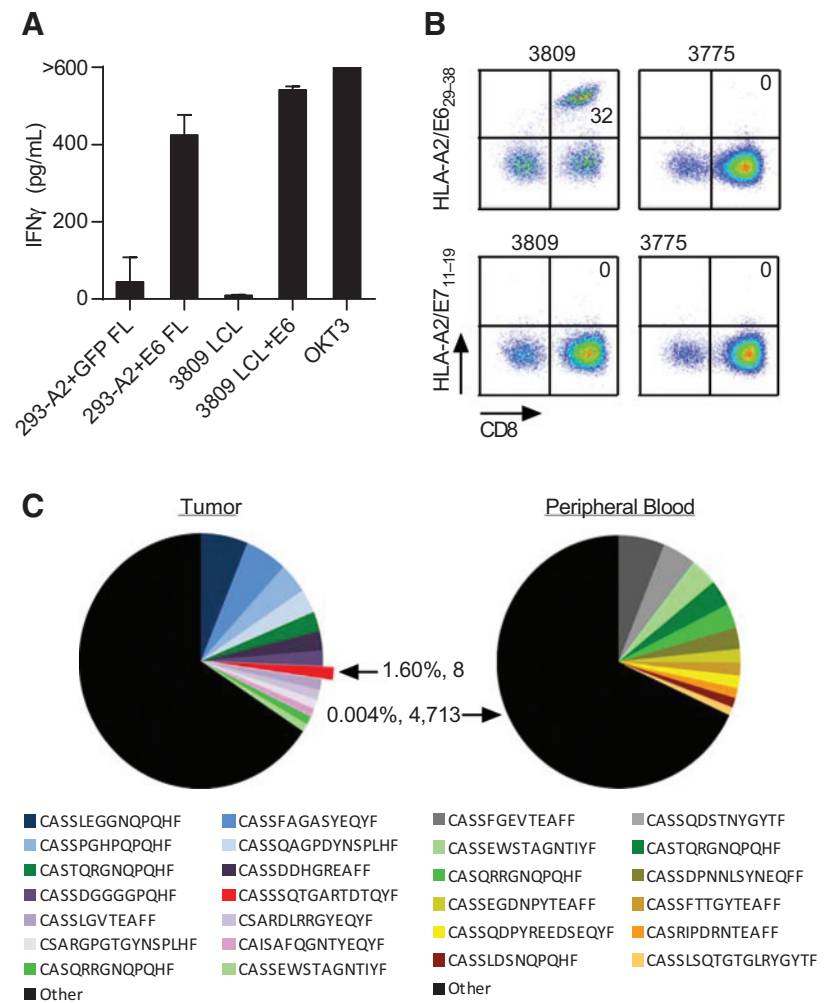 A
IFNγ (pg/mL)
>600
400
200
0
293-A2+GFP FL
293-A2+E6 FL
3809 LCL
3809 LCL+E6
OKT3
B
3809
3775
HLA-A2/E6₂₉₋₃₈
32
0
3809
3775
HLA-A2/E7₁₁₋₁₉
0
0
CD8
C
Tumor
Peripheral Blood
1.60%, 8
0.004%, 4,713
CASSLEGGNQPQHF
CASSFAGASYEQYF
CASSPGHPQPQHF
CASSQAGPDYNSPLHF
CASTQRGNQPQHF
CASSDDHGREAFF
CASSDGGGGPQHF
CASSSQTGARTDTQYF
CASSLGVTEAFF
CSARDLRRGYEQYF
CSARGPGTGYNSPLHF
CAISAFQGNTYEQYF
CASQRRGNQPQHF
CASSEWSTAGNTIYF
Other
CASSFGEVTEAFF
CASSQDSTNYGYTF
CASSEWSTAGNTIYF
CASTQRGNQPQHF
CASQRRGNQPQHF
CASSDPNNLSYNEQFF
CASSEGDNPYTEAFF
CASSFTTGYTEAFF
CASSQDPYREEDSEQYF
CASRIPDRNTEAFF
CASSLDSNQPQHF
CASSLSQTGTGLRYGYTF
Other